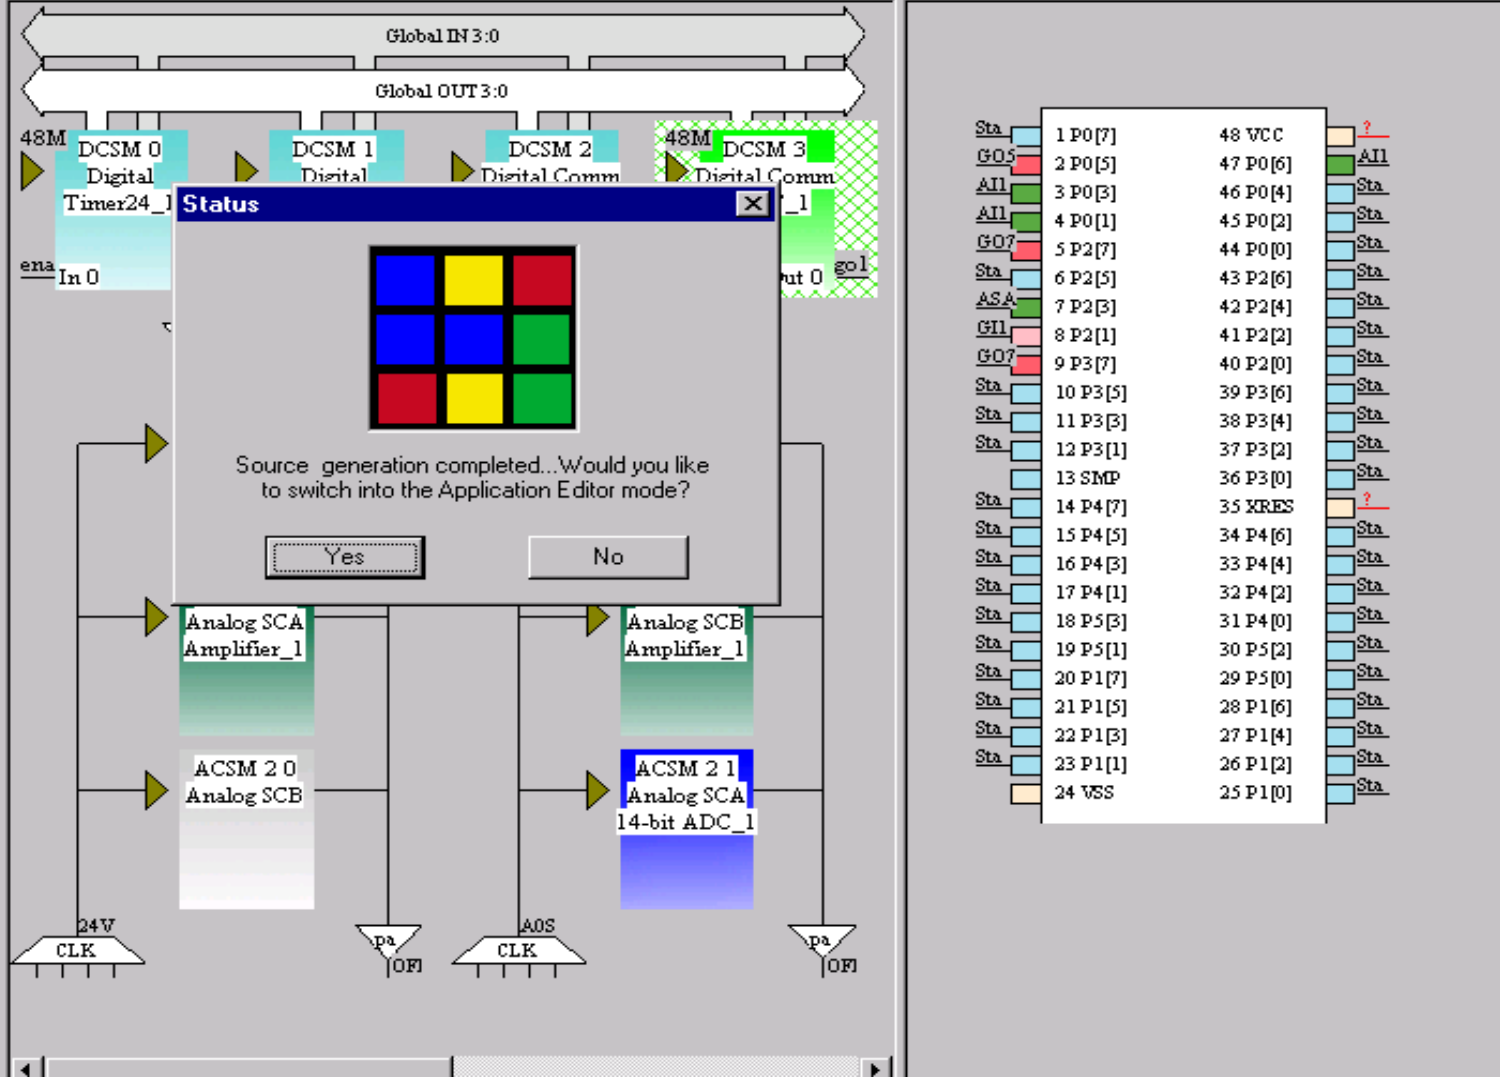 Global IN 3:0
Global OUT 3:0
48M
DCSM 0
Digital
Timer24_1
ena
In 0
DCSM 1
Digital
DCSM 2
Digital Comm
48M
DCSM 3
Digital Comm
_1
ut 0
go1
Status
Source generation completed...Would you like
to switch into the Application Editor mode?
Yes
No
Analog SCA
Amplifier_1
Analog SCB
Amplifier_1
ACSM 2 0
Analog SCB
ACSM 2 1
Analog SCA
14-bit ADC_1
24V
CLK
pa
OF1
A0S
CLK
pa
OF1
Sta 1 P0[7] 48 VCC ?
GO5 2 P0[5] 47 P0[6] AI1
AI1 3 P0[3] 46 P0[4] Sta
AI1 4 P0[1] 45 P0[2] Sta
GO7 5 P2[7] 44 P0[0] Sta
Sta 6 P2[5] 43 P2[6] Sta
ASA 7 P2[3] 42 P2[4] Sta
GI1 8 P2[1] 41 P2[2] Sta
GO7 9 P3[7] 40 P2[0] Sta
Sta 10 P3[5] 39 P3[6] Sta
Sta 11 P3[3] 38 P3[4] Sta
Sta 12 P3[1] 37 P3[2] Sta
13 SMP 36 P3[0] Sta
Sta 14 P4[7] 35 XRES ?
Sta 15 P4[5] 34 P4[6] Sta
Sta 16 P4[3] 33 P4[4] Sta
Sta 17 P4[1] 32 P4[2] Sta
Sta 18 P5[3] 31 P4[0] Sta
Sta 19 P5[1] 30 P5[2] Sta
Sta 20 P1[7] 29 P5[0] Sta
Sta 21 P1[5] 28 P1[6] Sta
Sta 22 P1[3] 27 P1[4] Sta
Sta 23 P1[1] 26 P1[2] Sta
24 VSS 25 P1[0] Sta